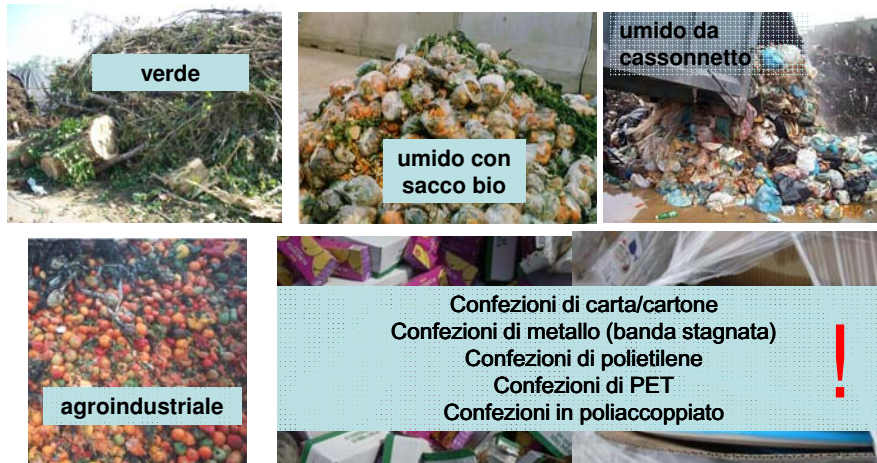 verde
umido con
sacco bio
umido da
cassonnetto
agroindustriale
Confezioni di carta/cartone
Confezioni di metallo (banda stagnata)
Confezioni di polietilene
Confezioni di PET
Confezioni in poliaccoppiato
!